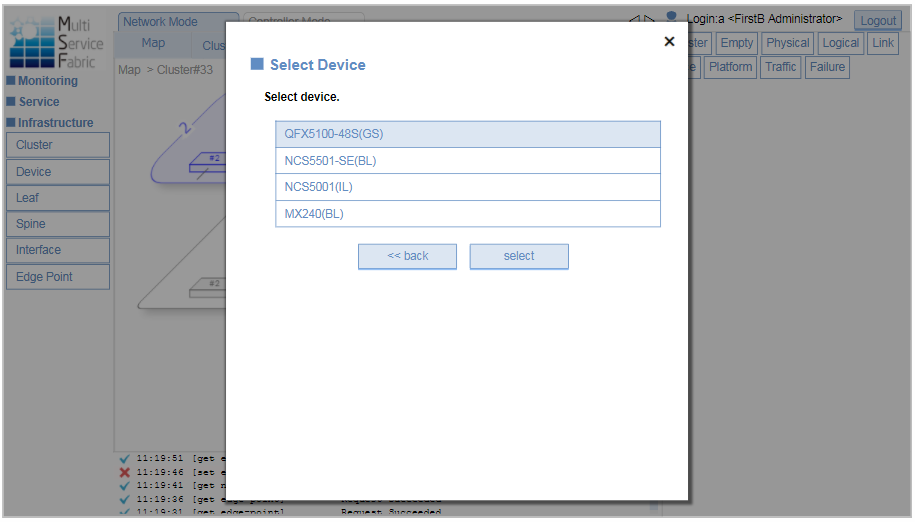 Multi
Service
Fabric
Network Mode
Controller Mode
Login:a <FirstB Administrator>
Logout
Map
Empty
Physical
Logical
Link
Map > Cluster#33
Platform
Traffic
Failure
Monitoring
Service
Infrastructure
Cluster
Device
Leaf
Spine
Interface
Edge Point
2
#2
#2
×
Select Device
Select device.
QFX5100-48S(GS)
NCS5501-SE(BL)
NCS5001(IL)
MX240(BL)
<< back
select
11:19:51 [get e
11:19:46 [set e
11:19:41 [get n
11:19:36 [get edge-point] Request Succeeded
11:19:31 [get edge-point] Request Succeeded